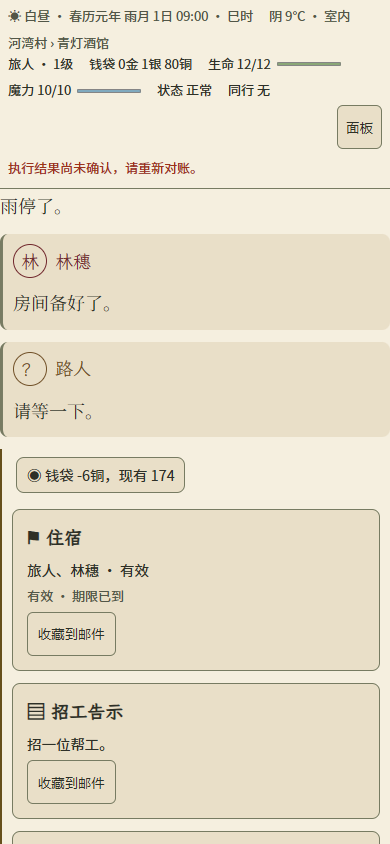 ☀ 白昼 · 春历元年 雨月 1日 09:00 · 巳时 阴 9℃ · 室内
河湾村 › 青灯酒馆
旅人 · 1级 钱袋 0金 1银 80铜 生命 12/12
魔力 10/10 状态 正常 同行 无
面板
执行结果尚未确认，请重新对账。
雨停了。
林 林穗
房间备好了。
？ 路人
请等一下。
◉ 钱袋 -6铜，现有 174
⚑ 住宿
旅人、林穗 · 有效
有效 · 期限已到
收藏到邮件
▤ 招工告示
招一位帮工。
收藏到邮件